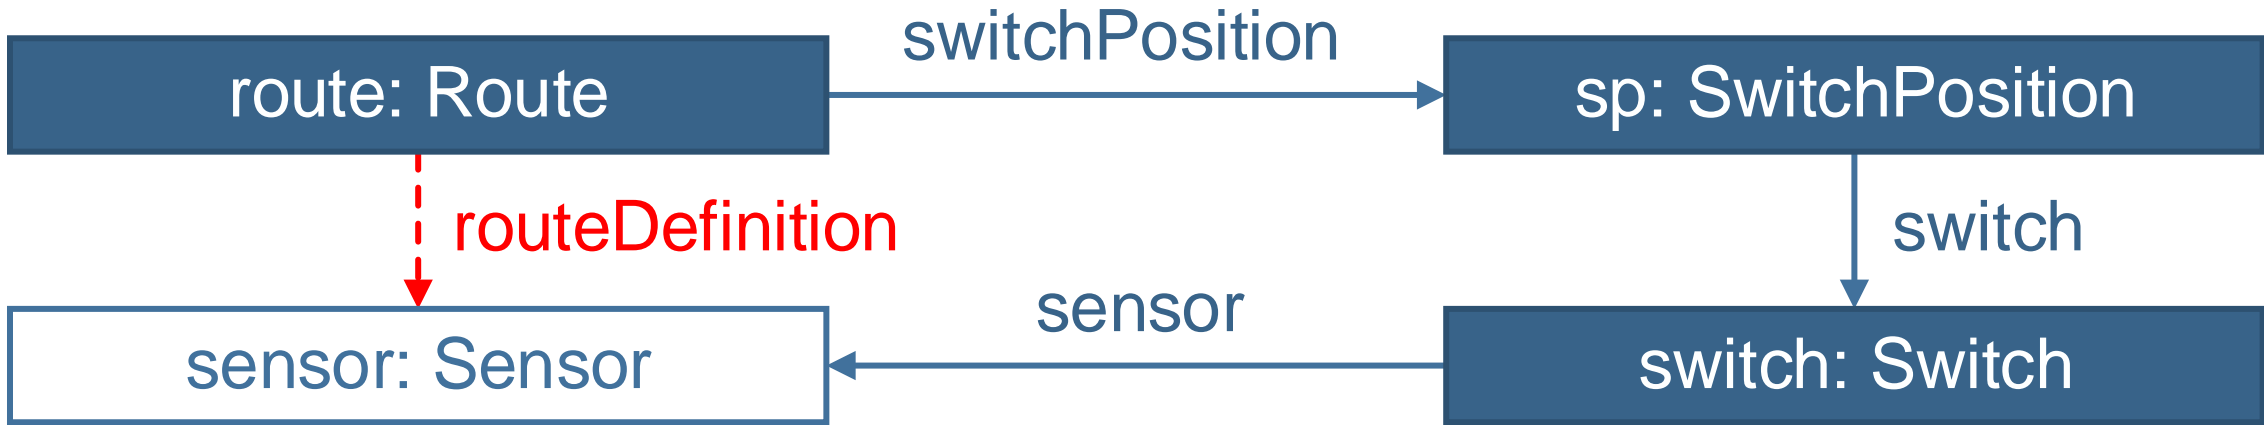 switchPosition
route: Route
sp: SwitchPosition
routeDefinition
switch
sensor
sensor: Sensor
switch: Switch